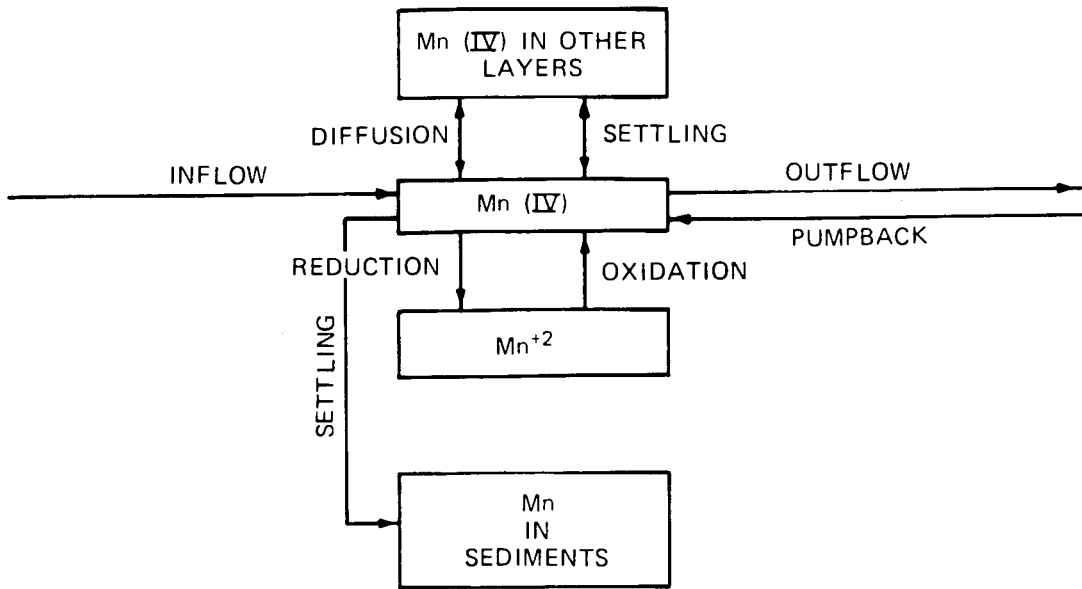 Mn (IV) IN OTHER
LAYERS
DIFFUSION
SETTLING
INFLOW
OUTFLOW
Mn (IV)
PUMPBACK
REDUCTION
OXIDATION
SETTLING
Mn+2
Mn
IN
SEDIMENTS